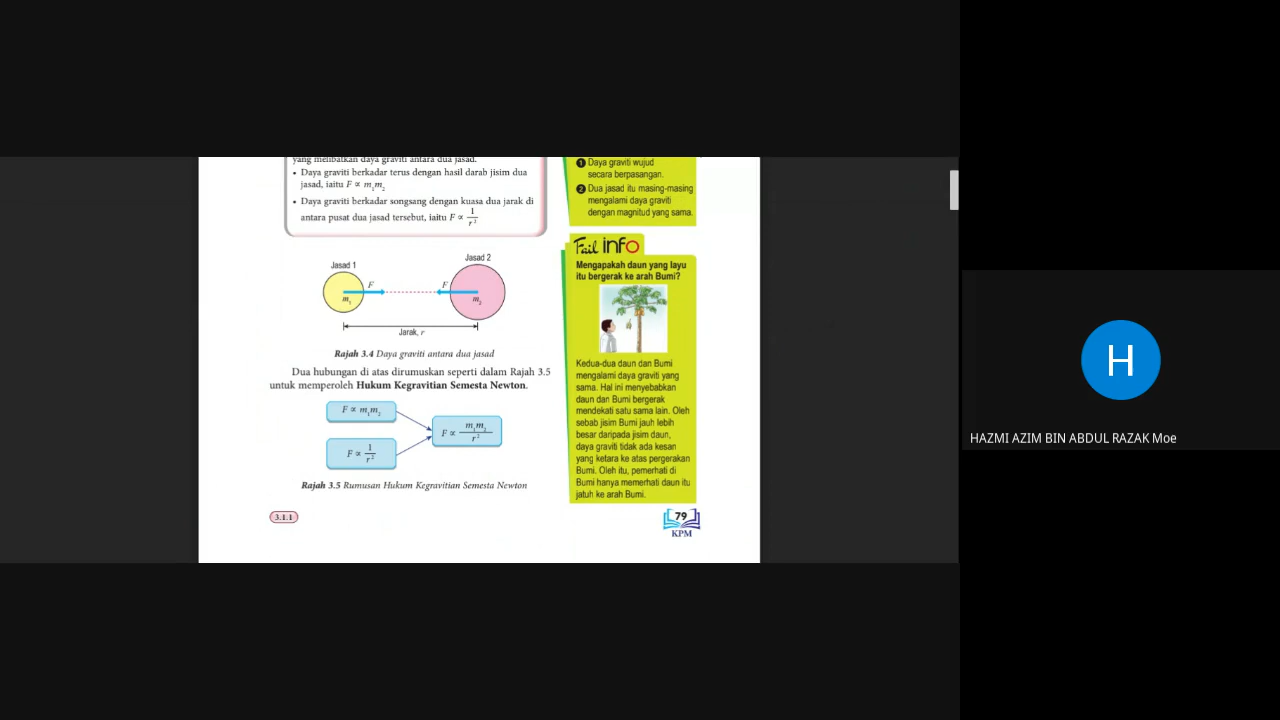 yang melibatkan daya graviti antara dua jasad.
• Daya graviti berkadar terus dengan hasil darab jisim dua
jasad, iaitu F ∝ m₁m₂
• Daya graviti berkadar songsang dengan kuasa dua jarak di
antara pusat dua jasad tersebut, iaitu F ∝ 1/r²
Jasad 1
Jasad 2
F
F
m₁
m₂
Jarak, r
Rajah 3.4 Daya graviti antara dua jasad
Dua hubungan di atas dirumuskan seperti dalam Rajah 3.5
untuk memperoleh Hukum Kegravitian Semesta Newton.
F ∝ m₁m₂
F ∝ m₁m₂/r²
F ∝ 1/r²
Rajah 3.5 Rumusan Hukum Kegravitian Semesta Newton
3.1.1
1 Daya graviti wujud
secara berpasangan.
2 Dua jasad itu masing-masing
mengalami daya graviti
dengan magnitud yang sama.
Fail info
Mengapakah daun yang layu
itu bergerak ke arah Bumi?
Kedua-dua daun dan Bumi
mengalami daya graviti yang
sama. Hal ini menyebabkan
daun dan Bumi bergerak
mendekati satu sama lain. Oleh
sebab jisim Bumi jauh lebih
besar daripada jisim daun,
daya graviti tidak ada kesan
yang ketara ke atas pergerakan
Bumi. Oleh itu, pemerhati di
Bumi hanya memerhati daun itu
jatuh ke arah Bumi.
79
KPM
H
HAZMI AZIM BIN ABDUL RAZAK Moe